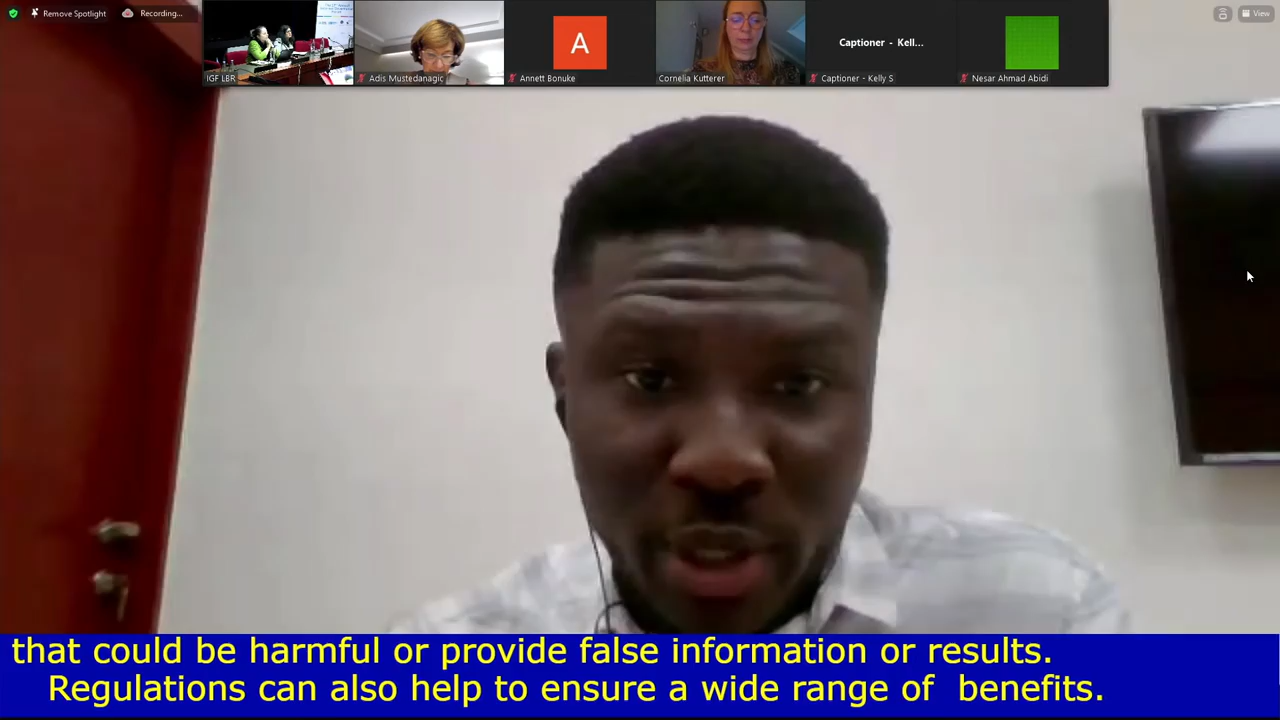 Remove Spotlight
Recording...
View
IGF LBR
Adis Mustedanagic
A
Annett Bonuke
Cornelia Kutterer
Captioner - Kell...
Captioner - Kelly S
Nesar Ahmad Abidi
that could be harmful or provide false information or results.
Regulations can also help to ensure a wide range of benefits.